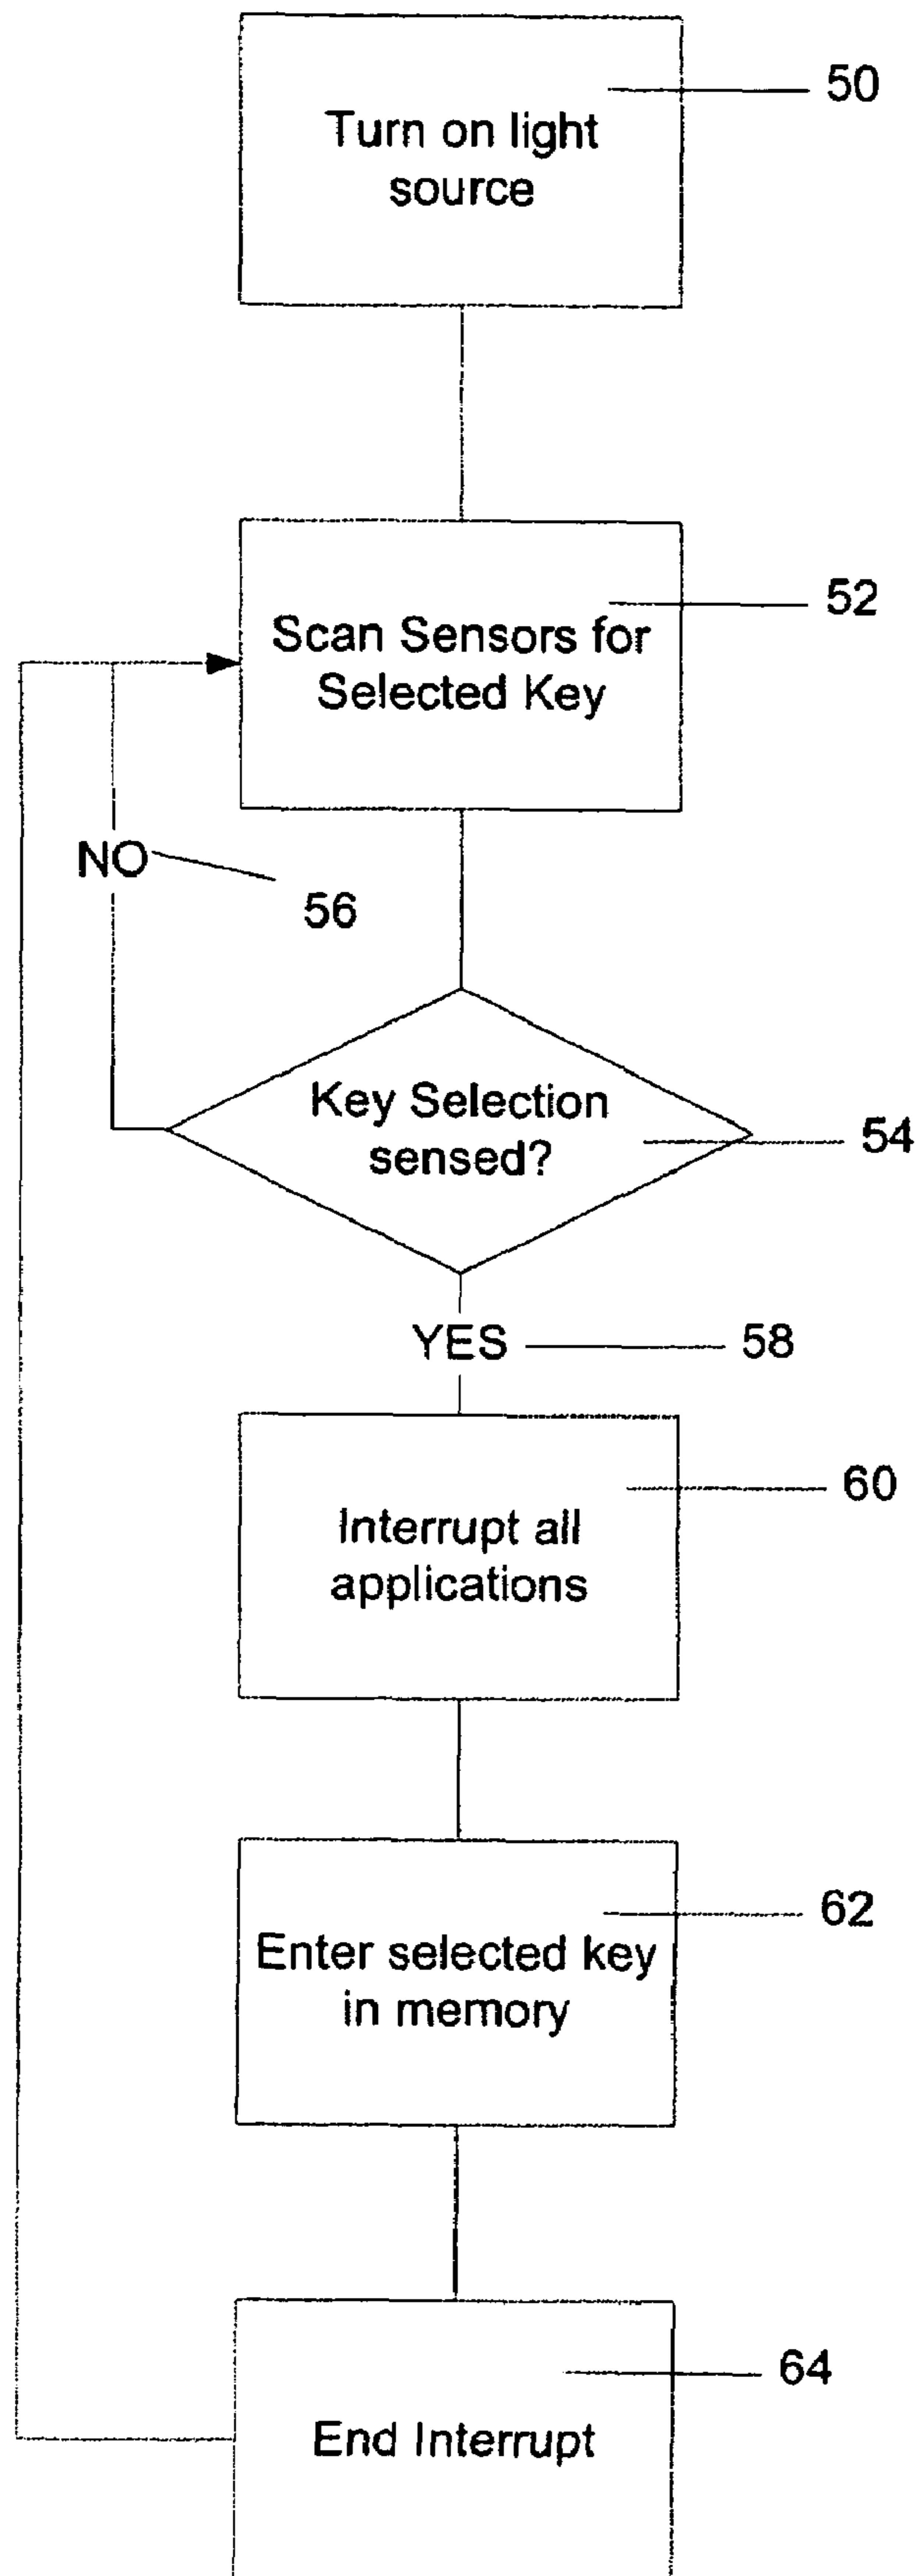 50
Turn on light
source
52
Scan Sensors for
Selected Key
NO
56
Key Selection
sensed?
54
YES
58
60
Interrupt all
applications
62
Enter selected key
in memory
64
End Interrupt